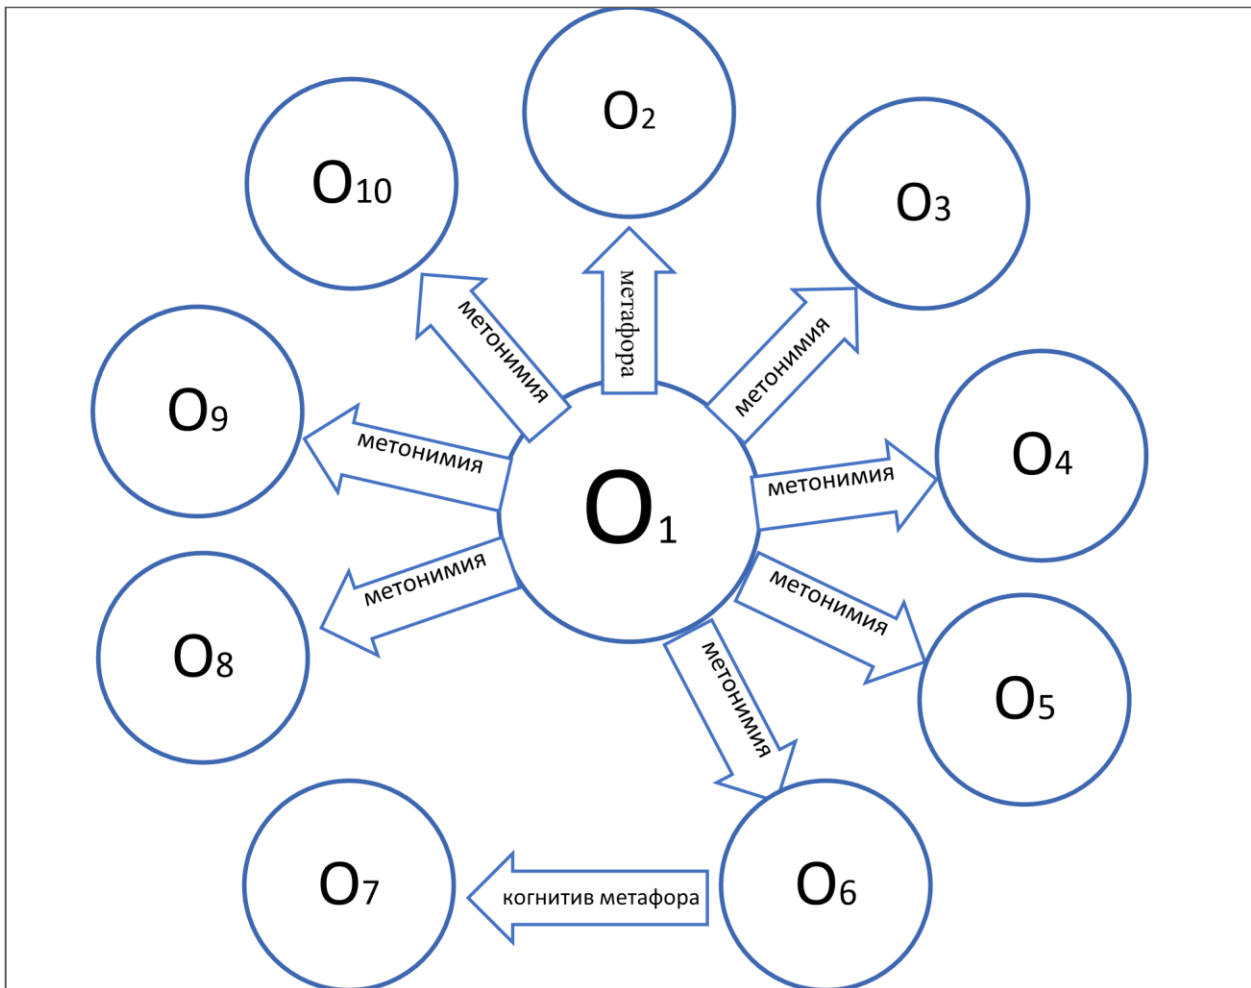 O2
O10
O3
метафора
метонимия
метонимия
O9
метонимия
O4
метонимия
O1
метонимия
метонимия
O8
метонимия
O5
O7
когнитив метафора
O6